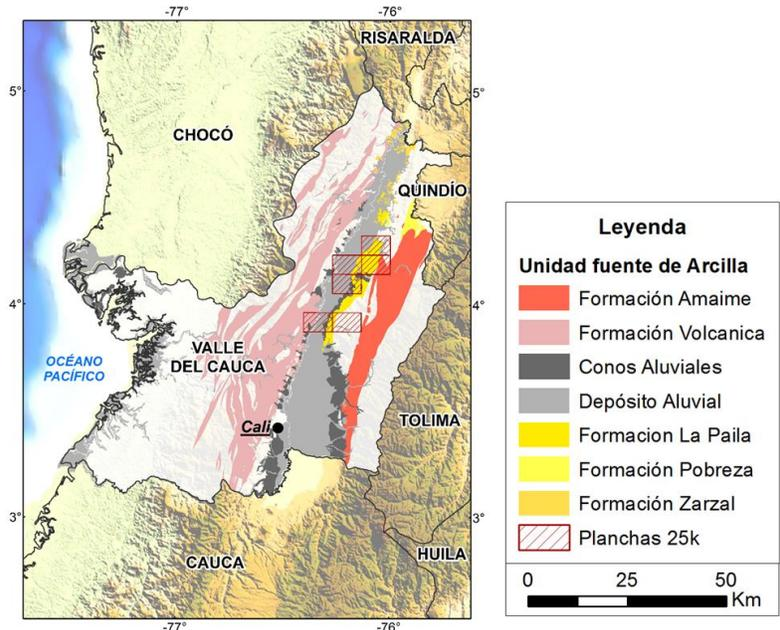 -77°
-76°
RISARALDA
5°
5°
CHOCÓ
QUINDÍO
4°
4°
VALLE
DEL CAUCA
OCÉANO
PACÍFICO
Cali
TOLIMA
3°
3°
CAUCA
HUILA
-77°
-76°
Leyenda
Unidad fuente de Arcilla
Formación Amaime
Formación Volcanica
Conos Aluviales
Depósito Aluvial
Formacion La Paila
Formación Pobreza
Formación Zarzal
Planchas 25k
0 25 50
Km